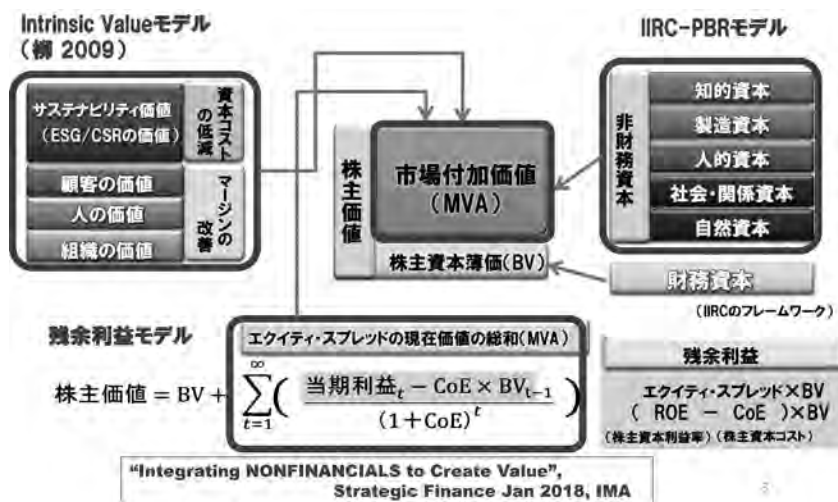 Intrinsic Valueモデル
（柳 2009）
サステナビリティ価値
（ESG/CSRの価値）
資本コスト
の低減
顧客の価値
人の価値
組織の価値
マージンの
改善
株主価値
市場付加価値
（MVA）
株主資本簿価(BV)
IIRC-PBRモデル
非財務資本
知的資本
製造資本
人的資本
社会・関係資本
自然資本
財務資本
(IIRCのフレームワーク)
残余利益モデル
エクイティ・スプレッドの現在価値の総和(MVA)
株主価値 = BV + ∑_{t=1}^{∞} ( (当期利益_t − CoE × BV_{t−1}) / (1+CoE)^t )
残余利益
エクイティ・スプレッド×BV
( ROE − CoE )×BV
(株主資本利益率)(株主資本コスト)
“Integrating NONFINANCIALS to Create Value”,
Strategic Finance Jan 2018, IMA